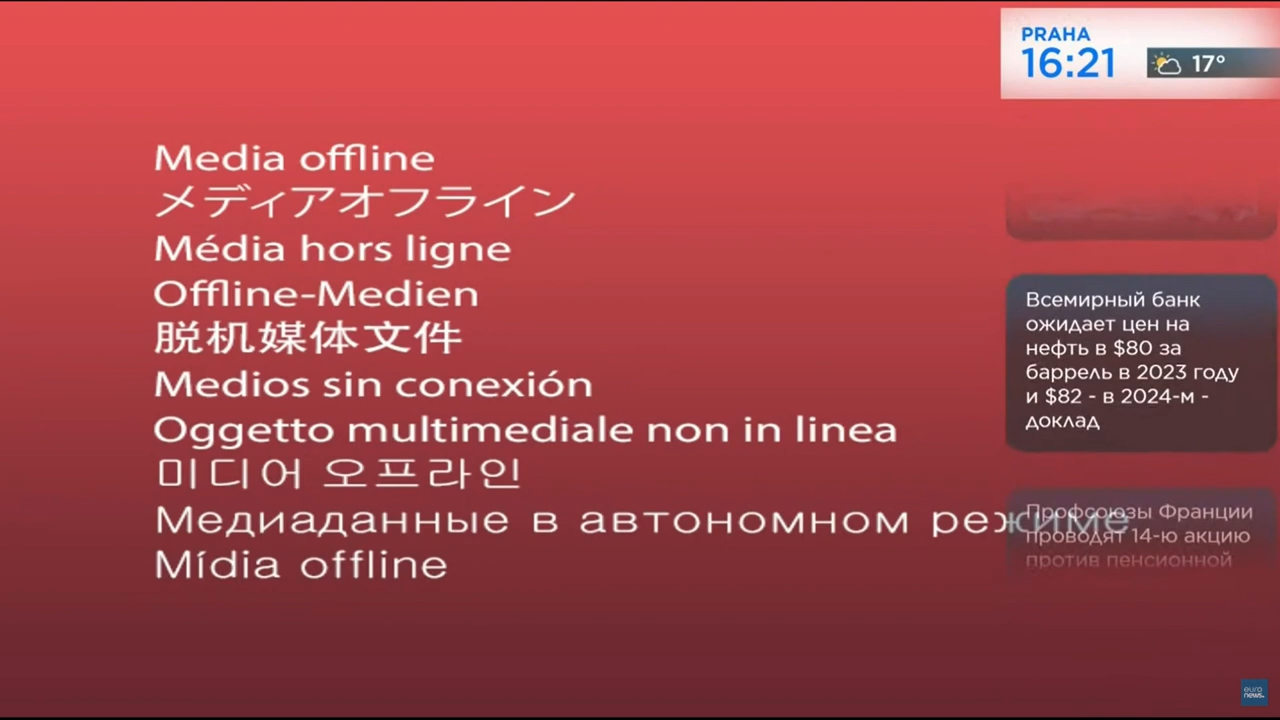 PRAHA
16:21
17°
Media offline
メディアオフライン
Média hors ligne
Offline-Medien
脱机媒体文件
Medios sin conexión
Oggetto multimediale non in linea
미디어 오프라인
Медиаданные в автономном режиме
Mídia offline
Всемирный банк
ожидает цен на
нефть в $80 за
баррель в 2023 году
и $82 - в 2024-м -
доклад
Профсоюзы Франции
проводят 14-ю акцию
против пенсионной
euro
news.